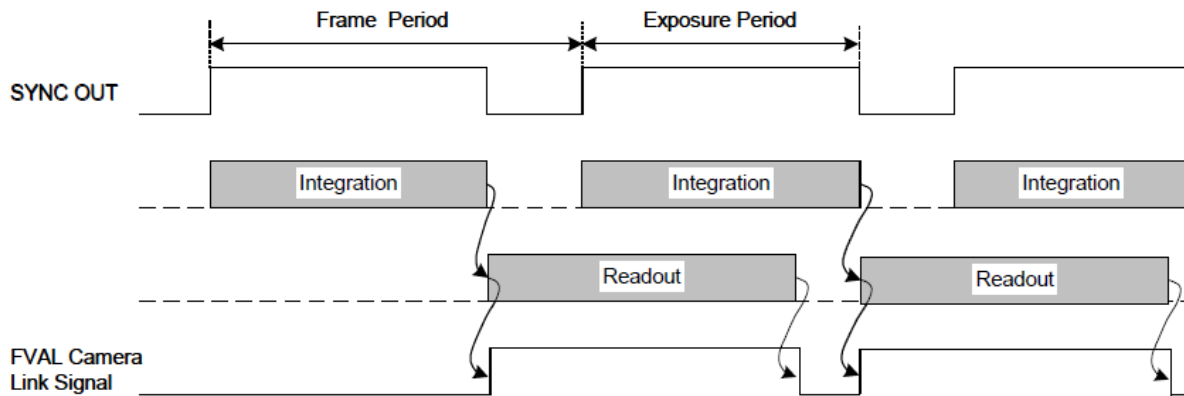 Frame Period
Exposure Period
SYNC OUT
Integration
Integration
Integration
Readout
Readout
FVAL Camera
Link Signal